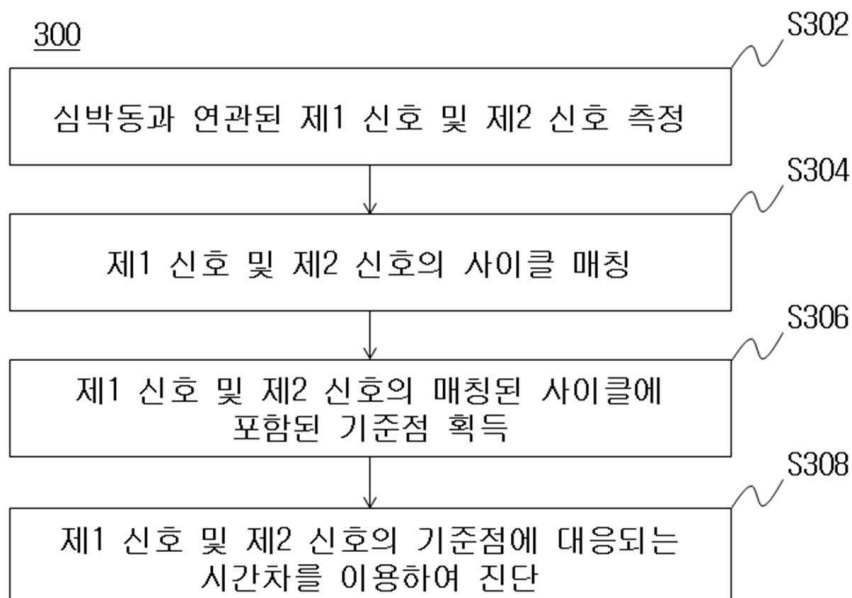 300
S302
심박동과 연관된 제1 신호 및 제2 신호 측정
S304
제1 신호 및 제2 신호의 사이클 매칭
S306
제1 신호 및 제2 신호의 매칭된 사이클에
포함된 기준점 획득
S308
제1 신호 및 제2 신호의 기준점에 대응되는
시간차를 이용하여 진단